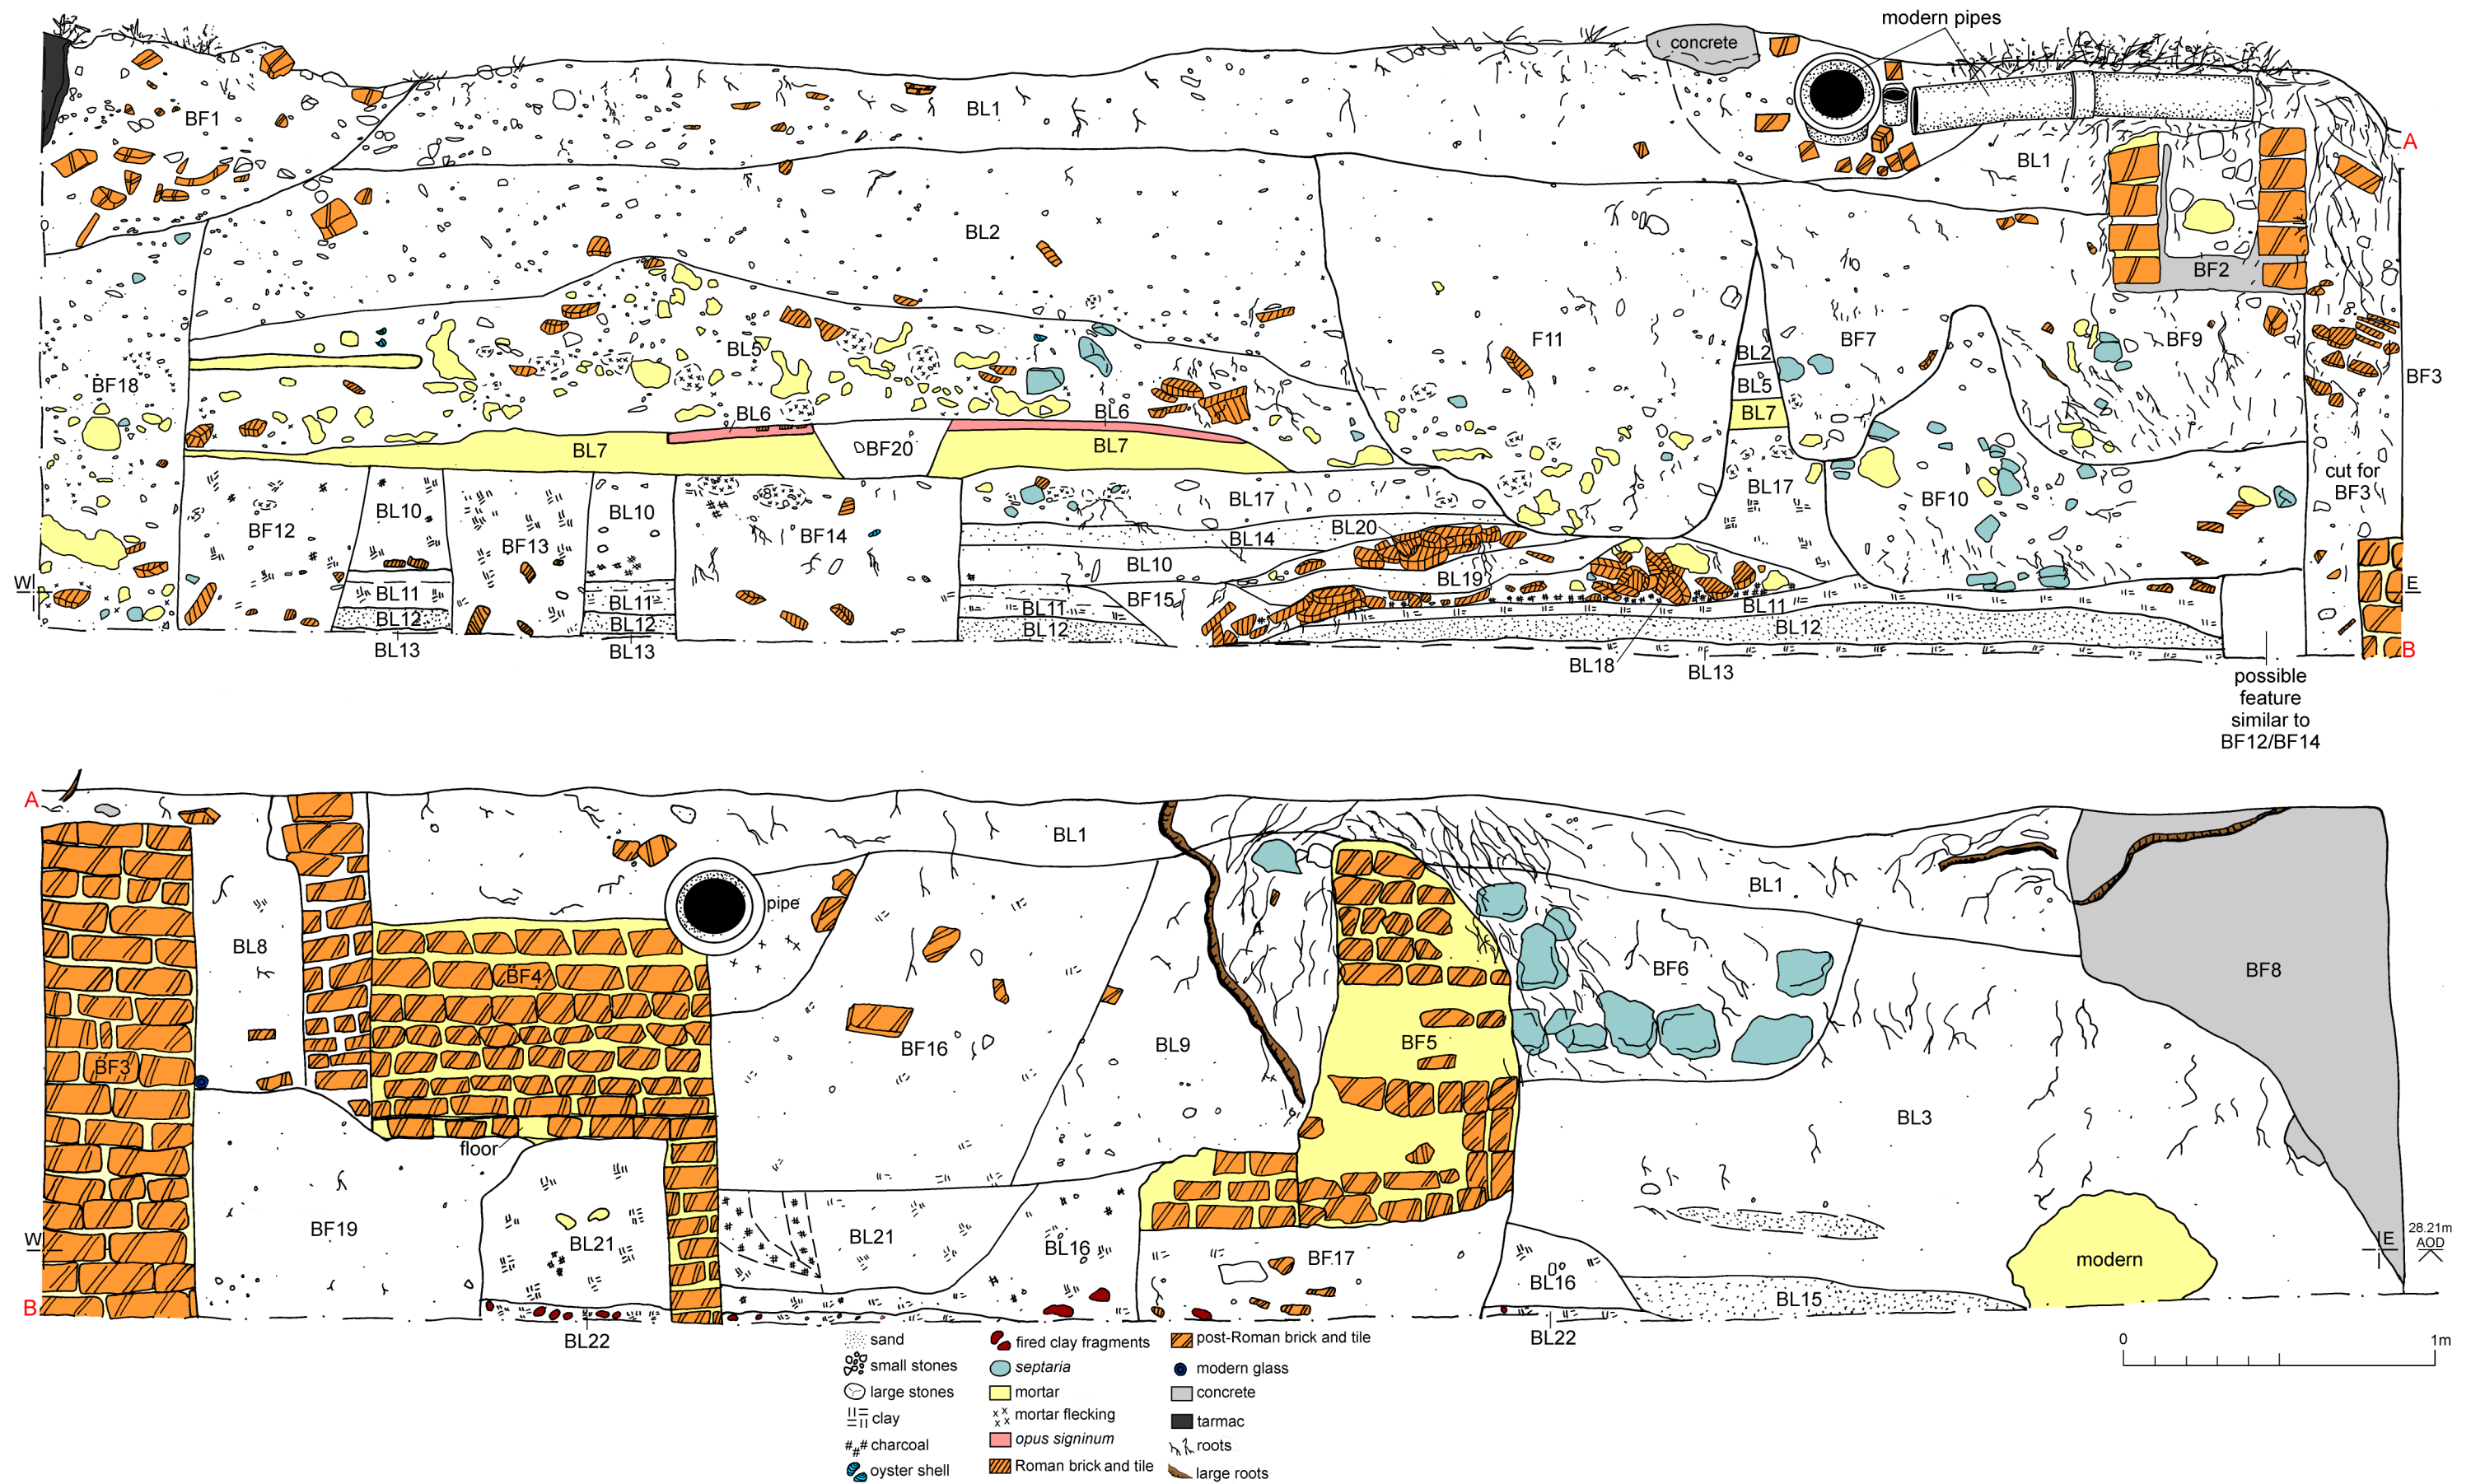 modern pipes
concrete
BF1
BL1
A
BL1
BL2
BF2
F11
BL2
BF7
BF9
BL5
BF18
BL5
BF3
BL6
BL6
BL7
BL7
BF20
BL7
cut for
BF3
BL17
BL17
BF10
BL10
BL10
BF12
BF13
BF14
BL20
BL14
BL10
BL19
W
E
BL11
BL11
BF15
BL11
BL11
BL12
BL12
BL12
BL12
B
BL13
BL13
BL18
BL13
possible
feature
similar to
BF12/BF14
A
BL1
BL1
pipe
BL8
BF4
BF6
BF8
BF16
BL9
BF5
BF3
BL3
floor
BF19
BL21
BL21
BL16
BF17
W
E
28.21m
AOD
modern
BL16
BL15
B
BL22
BL22
sand
small stones
large stones
clay
charcoal
oyster shell
fired clay fragments
septaria
mortar
mortar flecking
opus signinum
Roman brick and tile
post-Roman brick and tile
modern glass
concrete
tarmac
roots
large roots
0 1m